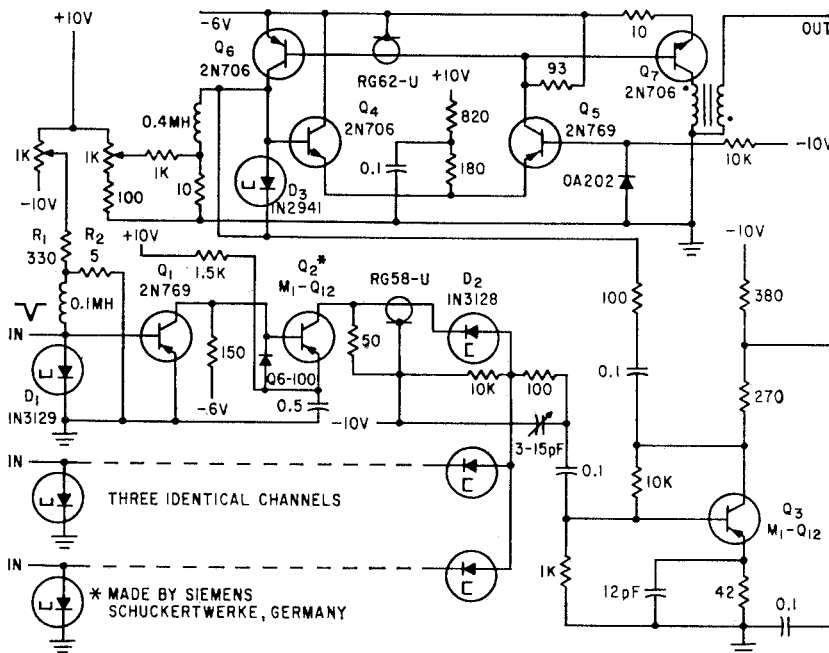 +10V
-6V
Q6
2N706
RG62-U
10
OUT
Q7
2N706
93
+10V
820
Q4
2N706
Q5
2N769
0.4MH
1K
1K
1K
-10V
100
10
D3
1N2941
0.1
180
OA202
10K
-10V
R1
330
R2
5
+10V
1.5K
Q1
2N769
Q2*
M1-Q12
RG58-U
D2
1N3128
-10V
0.1MH
IN
150
-6V
Q6-100
50
0.5
-10V
10K
100
3-15pF
100
0.1
380
270
D1
1N3129
IN
THREE IDENTICAL CHANNELS
0.1
10K
Q3
M1-Q12
IN
* MADE BY SIEMENS
SCHUCKERTWERKE, GERMANY
1K
12pF
42
0.1